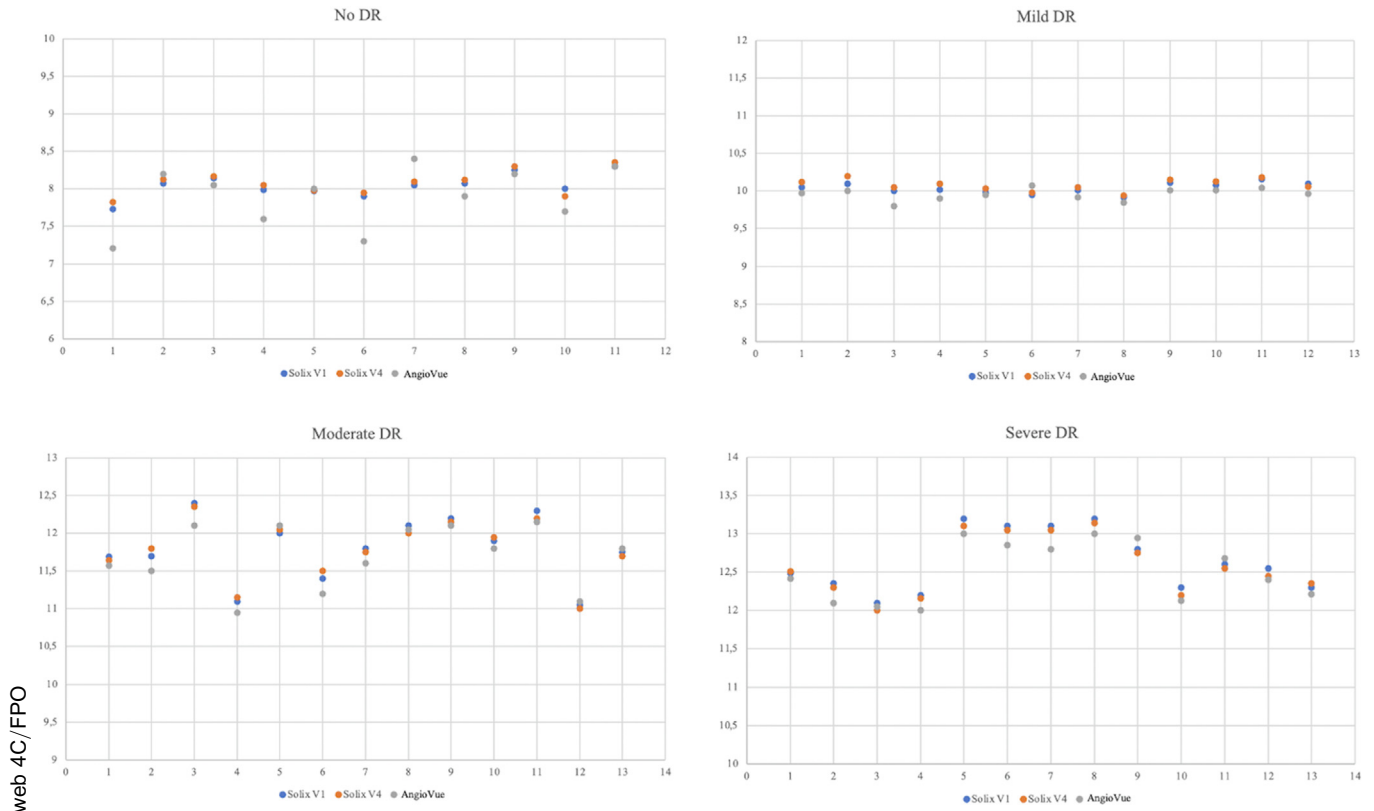 No DR
10
9,5
9
8,5
8
7,5
7
6,5
6
0 1 2 3 4 5 6 7 8 9 10 11 12
Solix V1 Solix V4 AngioVue
Mild DR
12
11,5
11
10,5
10
9,5
9
8,5
8
0 1 2 3 4 5 6 7 8 9 10 11 12 13
Solix V1 Solix V4 AngioVue
Moderate DR
13
12,5
12
11,5
11
10,5
10
9,5
9
0 1 2 3 4 5 6 7 8 9 10 11 12 13 14
Solix V1 Solix V4 AngioVue
Severe DR
14
13,5
13
12,5
12
11,5
11
10,5
10
0 1 2 3 4 5 6 7 8 9 10 11 12 13 14
Solix V1 Solix V4 AngioVue
web 4C/FPO